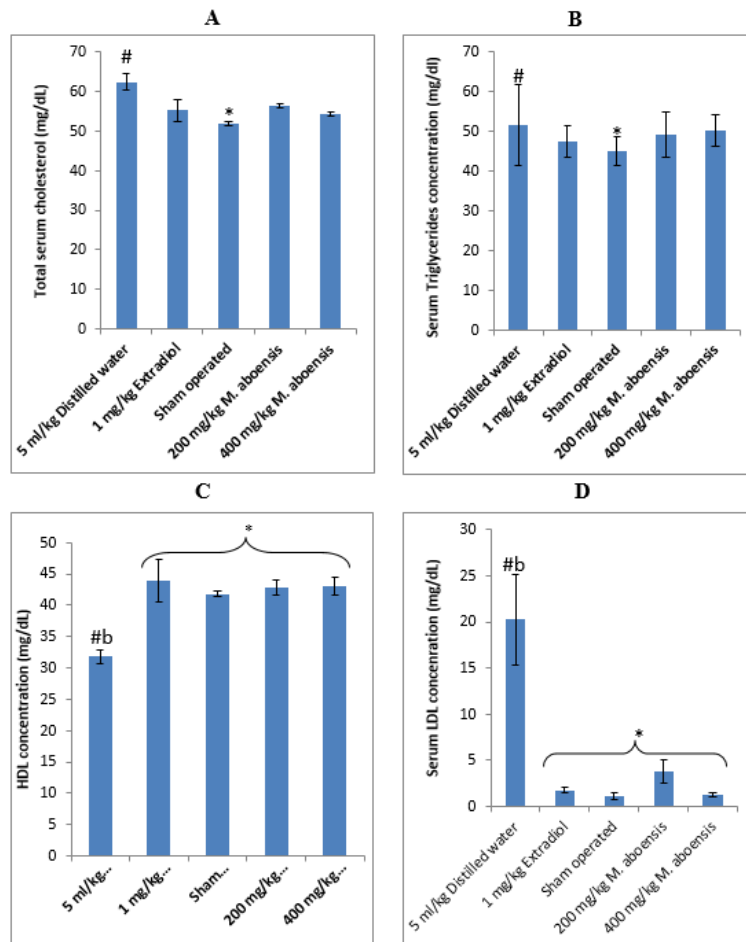 A
Total serum cholesterol (mg/dL)
70
60
50
40
30
20
10
0
#
*
5 ml/kg Distilled water
1 mg/kg Extradiol
Sham operated
200 mg/kg M. aboensis
400 mg/kg M. aboensis
B
Serum Triglycerides concentration (mg/dl)
70
60
50
40
30
20
10
0
#
*
5 ml/kg Distilled water
1 mg/kg Extradiol
Sham operated
200 mg/kg M. aboensis
400 mg/kg M. aboensis
C
HDL concentration (mg/dL)
50
45
40
35
30
25
20
15
10
5
0
#b
*
5 ml/kg...
1 mg/kg...
Sham...
200 mg/kg...
400 mg/kg...
D
Serum LDL concenration (mg/dL)
30
25
20
15
10
5
0
#b
*
5 ml/kg Distilled water
1 mg/kg Extradiol
Sham operated
200 mg/kg M. aboensis
400 mg/kg M. aboensis